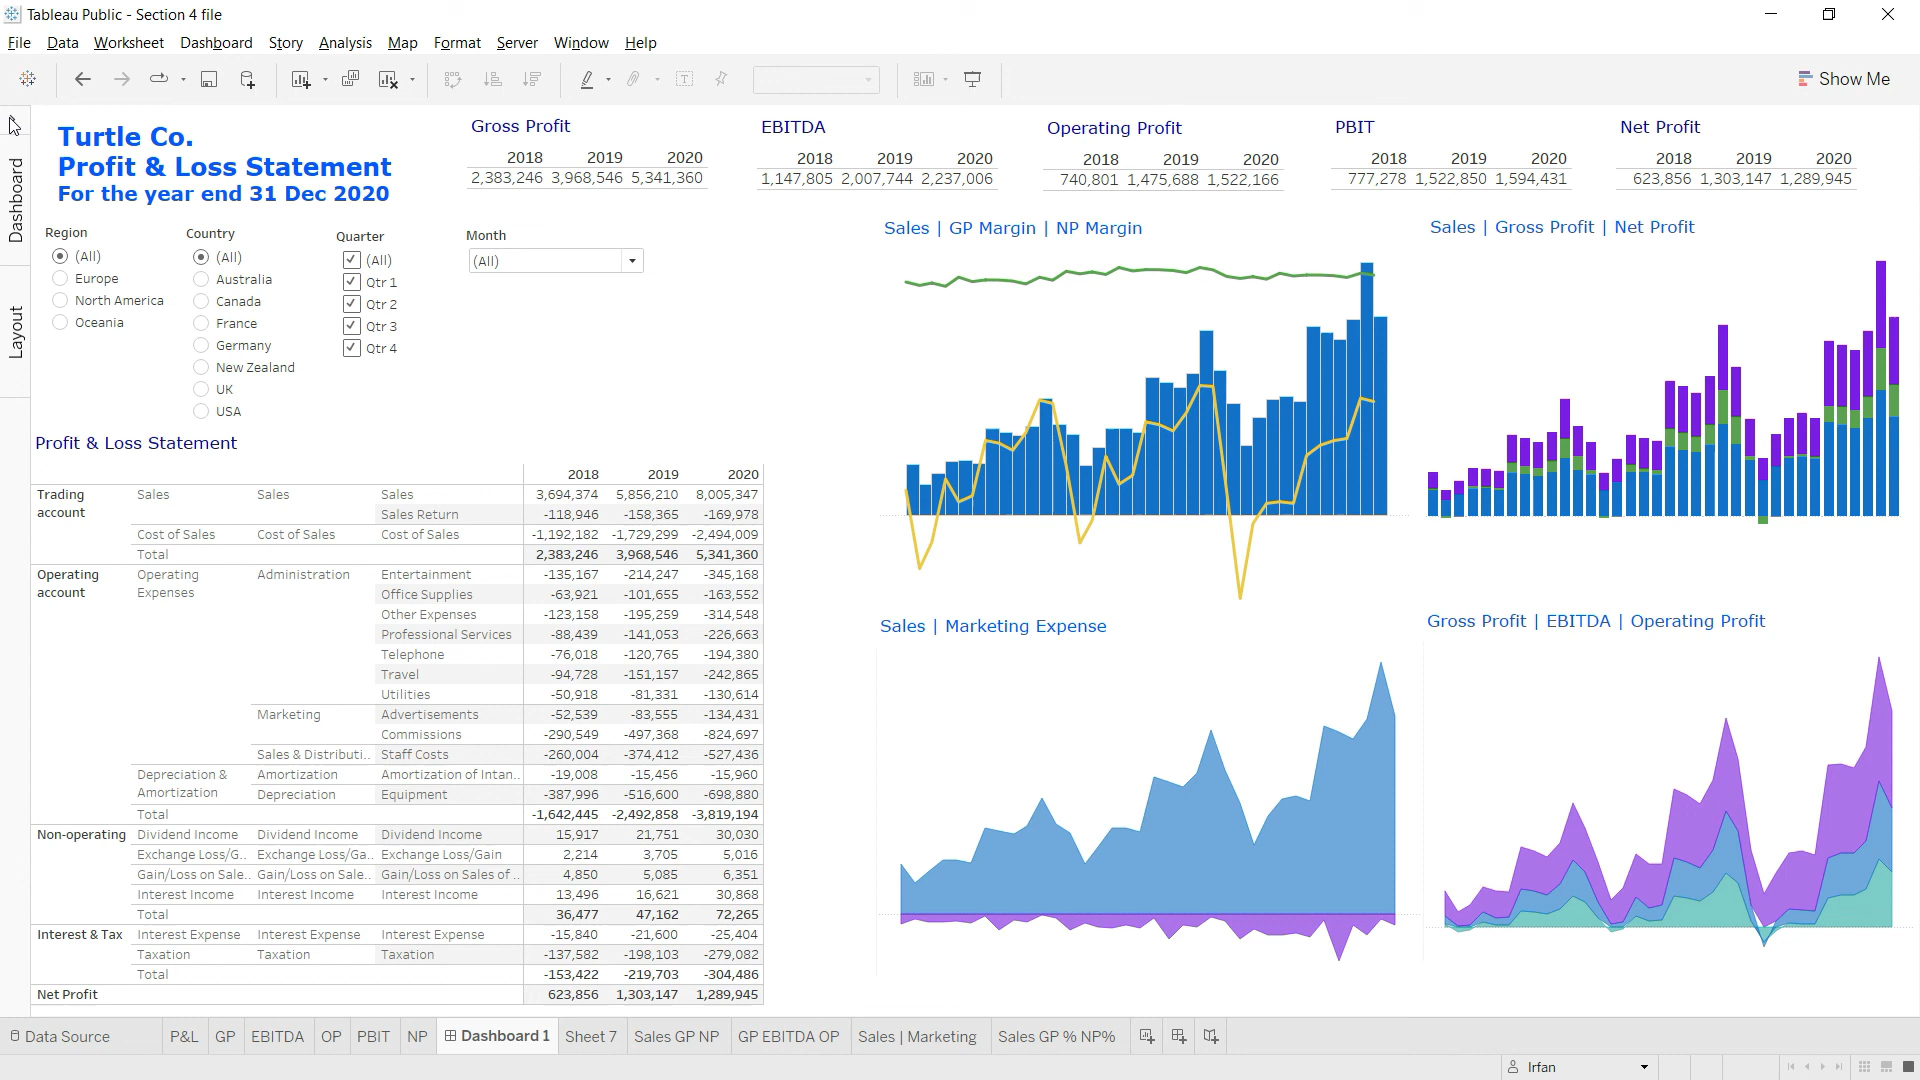 Tableau Public - Section 4 file
File Data Worksheet Dashboard Story Analysis Map Format Server Window Help
Show Me
Dashboard
Layout
Turtle Co.
Profit & Loss Statement
For the year end 31 Dec 2020
Gross Profit
2018 2019 2020
2,383,246 3,968,546 5,341,360
EBITDA
2018 2019 2020
1,147,805 2,007,744 2,237,006
Operating Profit
2018 2019 2020
740,801 1,475,688 1,522,166
PBIT
2018 2019 2020
777,278 1,522,850 1,594,431
Net Profit
2018 2019 2020
623,856 1,303,147 1,289,945
Region
(All)
Europe
North America
Oceania
Country
(All)
Australia
Canada
France
Germany
New Zealand
UK
USA
Quarter
(All)
Qtr 1
Qtr 2
Qtr 3
Qtr 4
Month
(All)
Sales | GP Margin | NP Margin
Sales | Gross Profit | Net Profit
Sales | Marketing Expense
Gross Profit | EBITDA | Operating Profit
Profit & Loss Statement
2018 2019 2020
Trading account Sales Sales Sales 3,694,374 5,856,210 8,005,347
Sales Return -118,946 -158,365 -169,978
Cost of Sales Cost of Sales Cost of Sales -1,192,182 -1,729,299 -2,494,009
Total 2,383,246 3,968,546 5,341,360
Operating account Operating Expenses Administration Entertainment -135,167 -214,247 -345,168
Office Supplies -63,921 -101,655 -163,552
Other Expenses -123,158 -195,259 -314,548
Professional Services -88,439 -141,053 -226,663
Telephone -76,018 -120,765 -194,380
Travel -94,728 -151,157 -242,865
Utilities -50,918 -81,331 -130,614
Marketing Advertisements -52,539 -83,555 -134,431
Commissions -290,549 -497,368 -824,697
Sales & Distributi.. Staff Costs -260,004 -374,412 -527,436
Depreciation & Amortization Amortization Amortization of Intan.. -19,008 -15,456 -15,960
Depreciation Equipment -387,996 -516,600 -698,880
Total -1,642,445 -2,492,858 -3,819,194
Non-operating Dividend Income Dividend Income Dividend Income 15,917 21,751 30,030
Exchange Loss/G.. Exchange Loss/Ga.. Exchange Loss/Gain 2,214 3,705 5,016
Gain/Loss on Sale.. Gain/Loss on Sale.. Gain/Loss on Sales of .. 4,850 5,085 6,351
Interest Income Interest Income Interest Income 13,496 16,621 30,868
Total 36,477 47,162 72,265
Interest & Tax Interest Expense Interest Expense Interest Expense -15,840 -21,600 -25,404
Taxation Taxation Taxation -137,582 -198,103 -279,082
Total -153,422 -219,703 -304,486
Net Profit 623,856 1,303,147 1,289,945
Data Source P&L GP EBITDA OP PBIT NP Dashboard 1 Sheet 7 Sales GP NP GP EBITDA OP Sales | Marketing Sales GP % NP%
Irfan